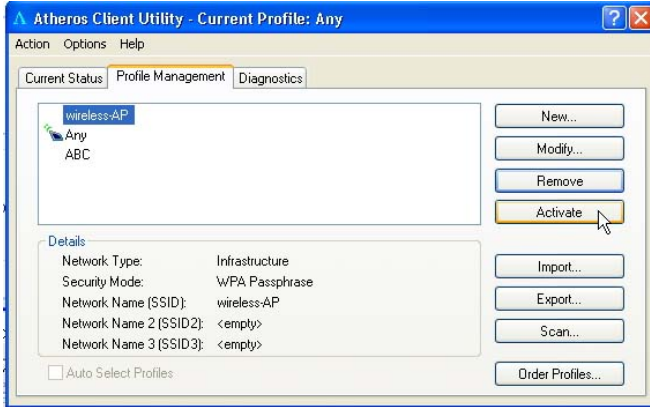 Atheros Client Utility - Current Profile: Any
Action Options Help
Current Status Profile Management Diagnostics
wireless-AP
Any
ABC
New...
Modify...
Remove
Activate
Details
Network Type: Infrastructure
Security Mode: WPA Passphrase
Network Name (SSID): wireless-AP
Network Name 2 (SSID2): <empty>
Network Name 3 (SSID3): <empty>
Import...
Export...
Scan...
Auto Select Profiles
Order Profiles...